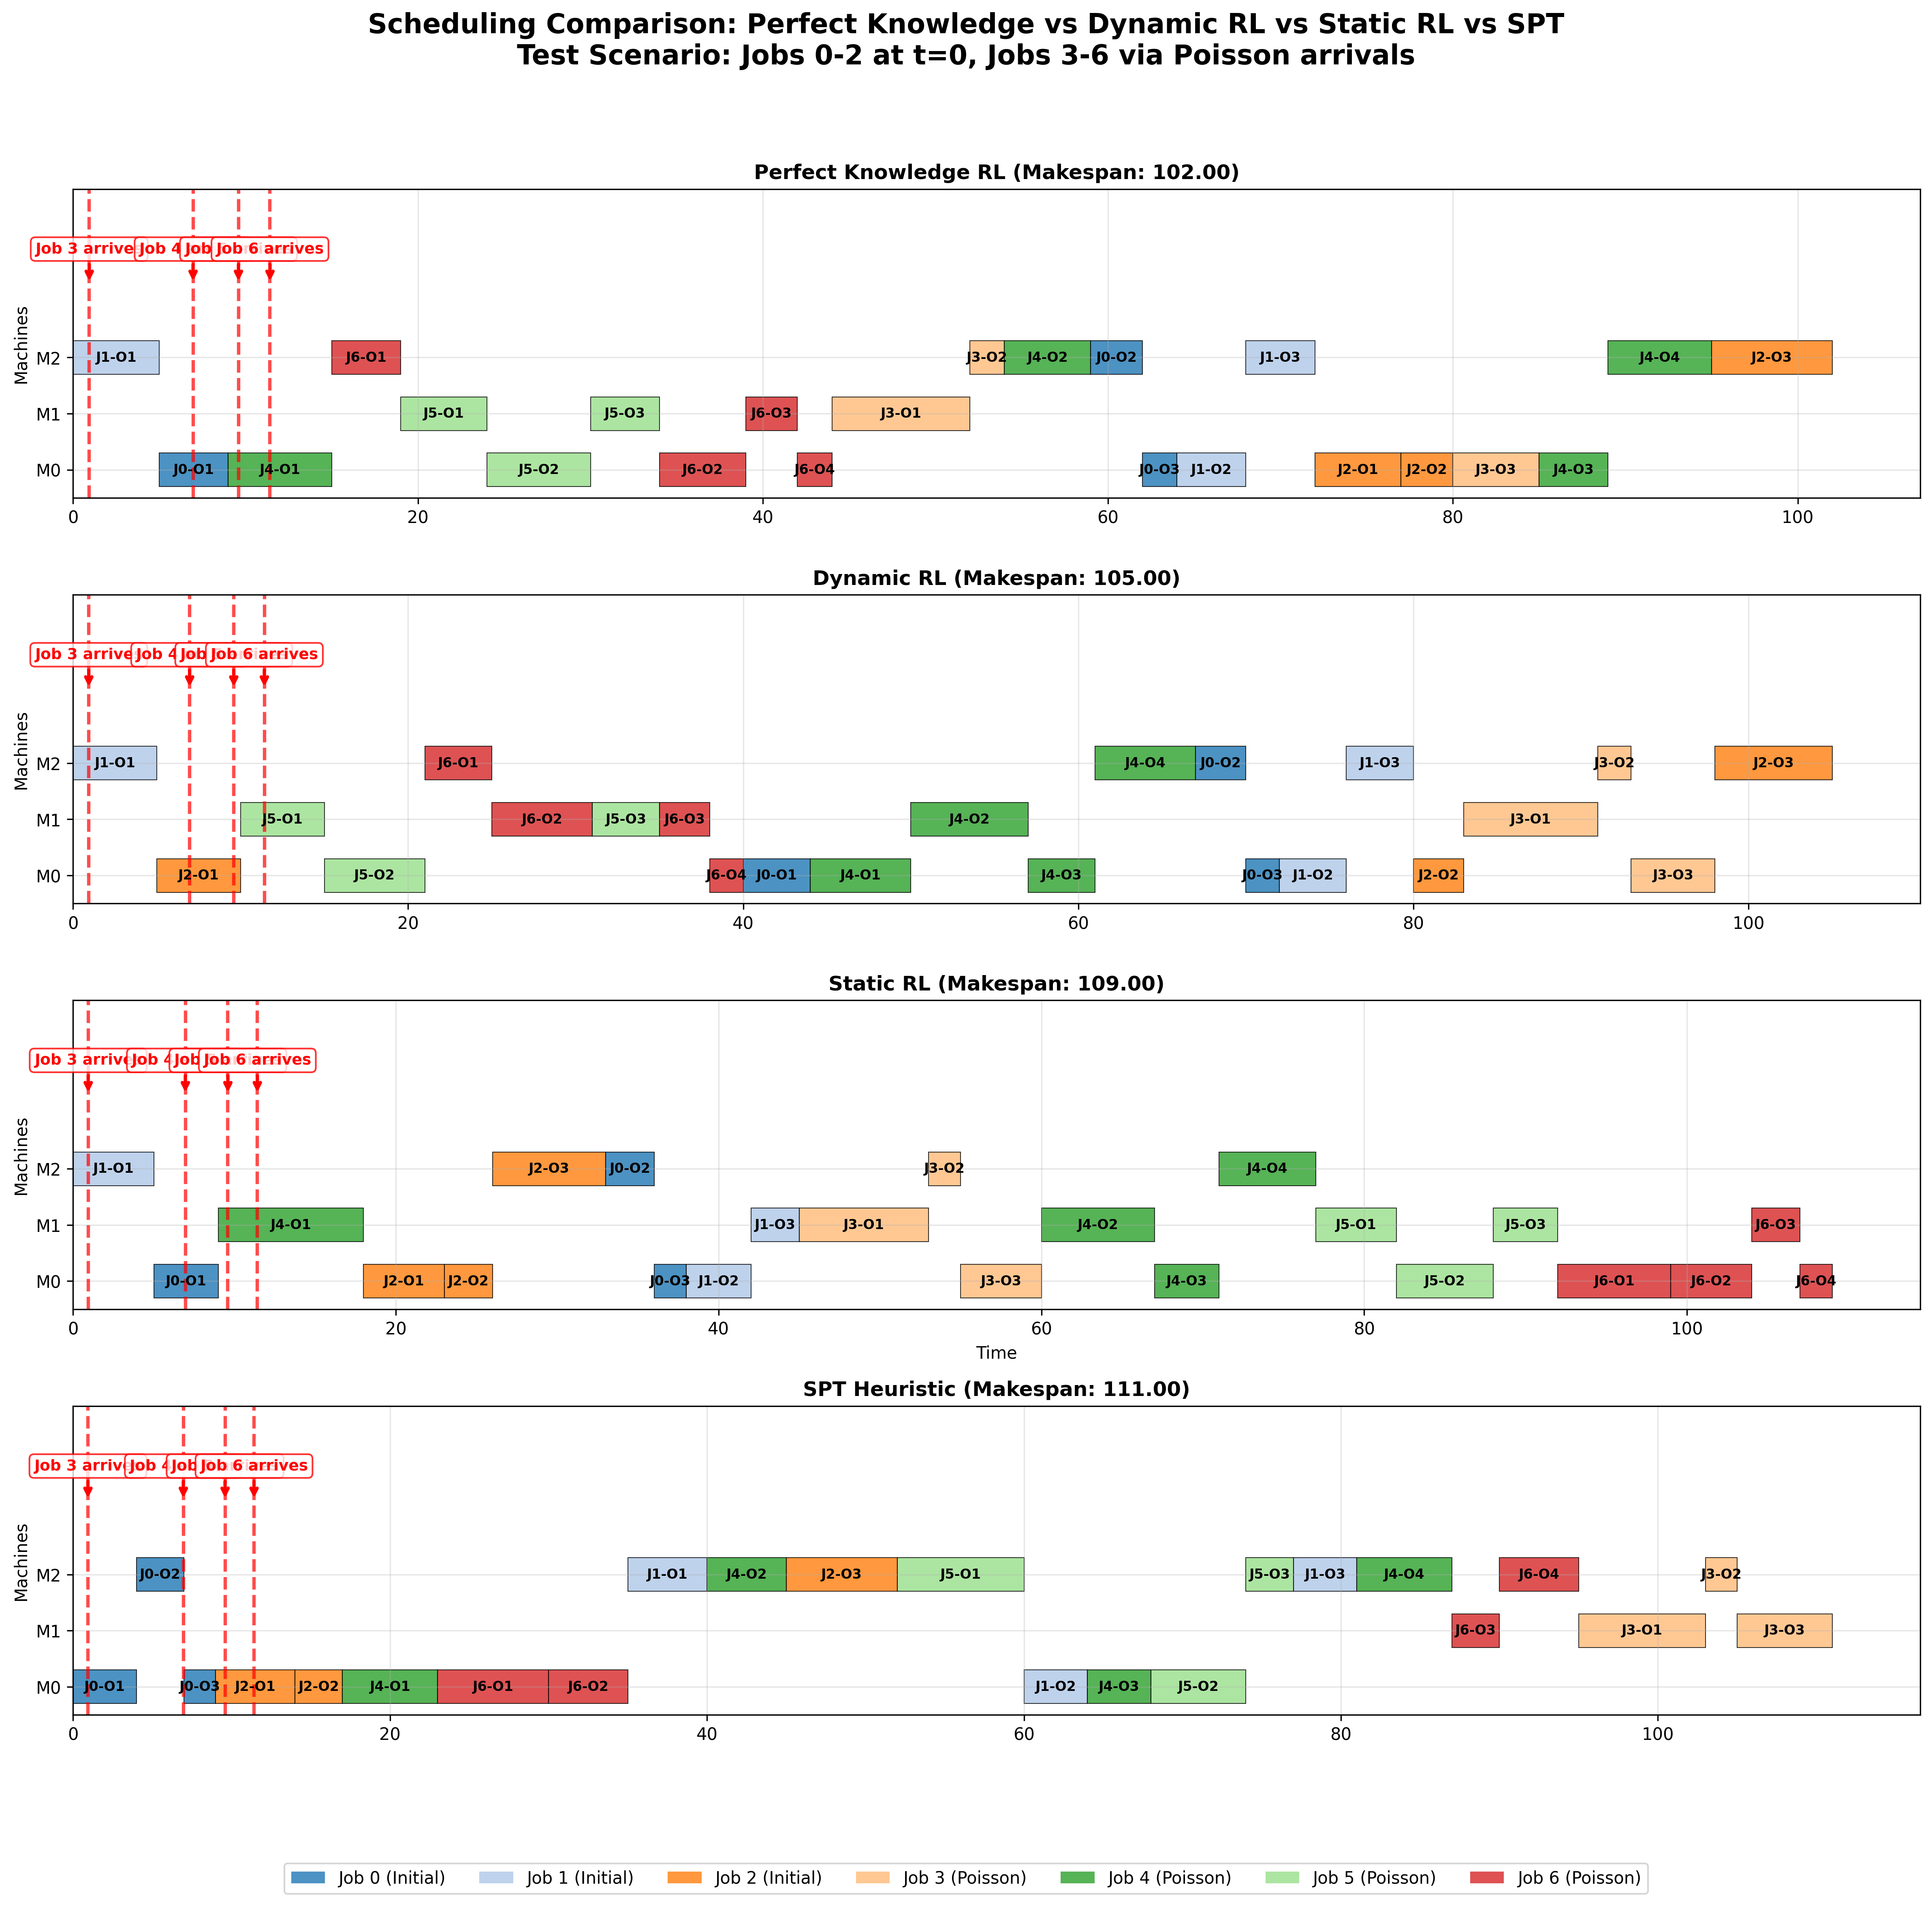 Scheduling Comparison: Perfect Knowledge vs Dynamic RL vs Static RL vs SPT
Test Scenario: Jobs 0-2 at t=0, Jobs 3-6 via Poisson arrivals
Perfect Knowledge RL (Makespan: 102.00)
Job 3 arrive Job 4 Job Job 6 arrives
Machines
M2 J1-O1 J6-O1 J3-O2 J4-O2 J0-O2 J1-O3 J4-O4 J2-O3
M1 J5-O1 J5-O3 J6-O3 J3-O1
M0 J0-O1 J4-O1 J5-O2 J6-O2 J6-O4 J0-O3 J1-O2 J2-O1 J2-O2 J3-O3 J4-O3
0 20 40 60 80 100
Dynamic RL (Makespan: 105.00)
Job 3 arrive Job 4 Job Job 6 arrives
Machines
M2 J1-O1 J6-O1 J4-O4 J0-O2 J1-O3 J3-O2 J2-O3
M1 J5-O1 J6-O2 J5-O3 J6-O3 J4-O2 J3-O1
M0 J2-O1 J5-O2 J6-O4 J0-O1 J4-O1 J4-O3 J0-O3 J1-O2 J2-O2 J3-O3
0 20 40 60 80 100
Static RL (Makespan: 109.00)
Job 3 arrive Job 4 Job Job 6 arrives
Machines
M2 J1-O1 J2-O3 J0-O2 J3-O2 J4-O4
M1 J4-O1 J1-O3 J3-O1 J4-O2 J5-O1 J5-O3 J6-O3
M0 J0-O1 J2-O1 J2-O2 J0-O3 J1-O2 J3-O3 J4-O3 J5-O2 J6-O1 J6-O2 J6-O4
0 20 40 60 80 100
Time
SPT Heuristic (Makespan: 111.00)
Job 3 arrive Job 4 Job Job 6 arrives
Machines
M2 J0-O2 J1-O1 J4-O2 J2-O3 J5-O1 J5-O3 J1-O3 J4-O4 J6-O4 J3-O2
M1 J6-O3 J3-O1 J3-O3
M0 J0-O1 J0-O3 J2-O1 J2-O2 J4-O1 J6-O1 J6-O2 J1-O2 J4-O3 J5-O2
0 20 40 60 80 100
Job 0 (Initial) Job 1 (Initial) Job 2 (Initial) Job 3 (Poisson) Job 4 (Poisson) Job 5 (Poisson) Job 6 (Poisson)